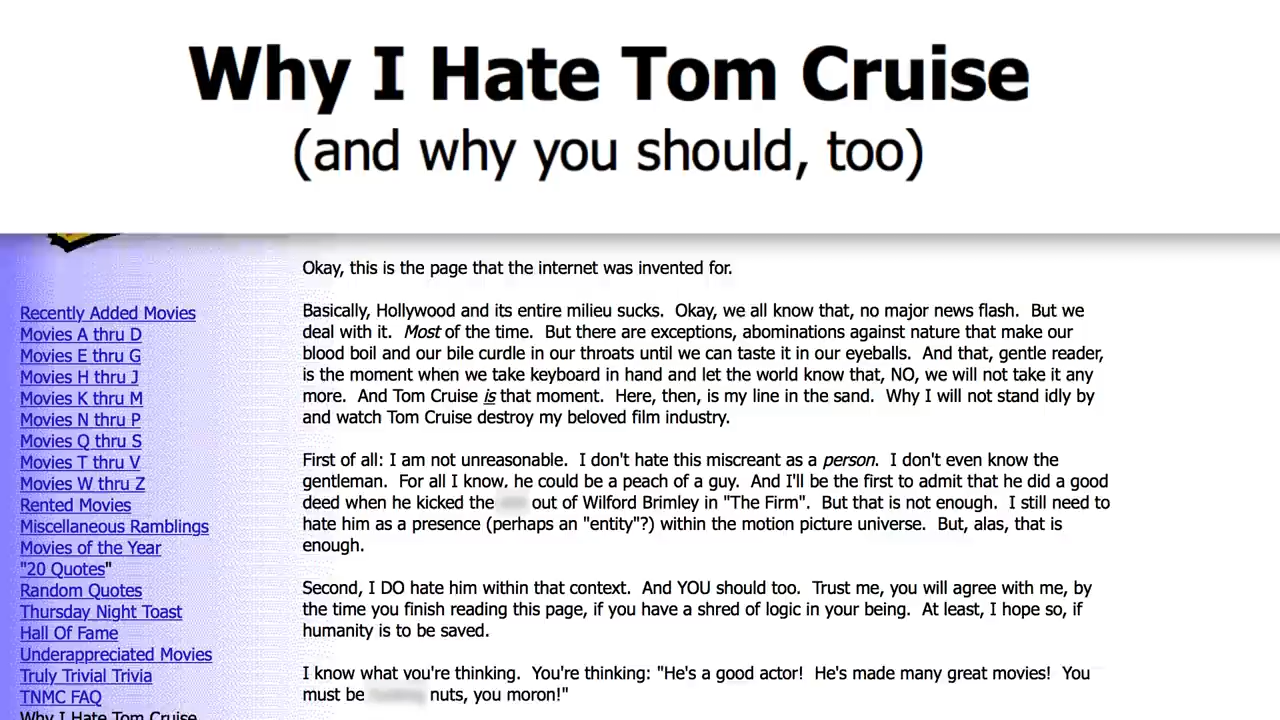 Why I Hate Tom Cruise
(and why you should, too)
Okay, this is the page that the internet was invented for.
Basically, Hollywood and its entire milieu sucks.  Okay, we all know that, no major news flash.  But we
deal with it.  Most of the time.  But there are exceptions, abominations against nature that make our
blood boil and our bile curdle in our throats until we can taste it in our eyeballs.  And that, gentle reader,
is the moment when we take keyboard in hand and let the world know that, NO, we will not take it any
more.  And Tom Cruise is that moment.  Here, then, is my line in the sand.  Why I will not stand idly by
and watch Tom Cruise destroy my beloved film industry.
First of all: I am not unreasonable.  I don't hate this miscreant as a person.  I don't even know the
gentleman.  For all I know, he could be a peach of a guy.  And I'll be the first to admit that he did a good
deed when he kicked the out of Wilford Brimley in "The Firm".  But that is not enough.  I still need to
hate him as a presence (perhaps an "entity"?) within the motion picture universe.  But, alas, that is
enough.
Second, I DO hate him within that context.  And YOU should too.  Trust me, you will agree with me, by
the time you finish reading this page, if you have a shred of logic in your being.  At least, I hope so, if
humanity is to be saved.
I know what you're thinking.  You're thinking: "He's a good actor!  He's made many great movies!  You
must be nuts, you moron!"
Recently Added Movies
Movies A thru D
Movies E thru G
Movies H thru J
Movies K thru M
Movies N thru P
Movies Q thru S
Movies T thru V
Movies W thru Z
Rented Movies
Miscellaneous Ramblings
Movies of the Year
"20 Quotes"
Random Quotes
Thursday Night Toast
Hall Of Fame
Underappreciated Movies
Truly Trivial Trivia
TNMC FAQ
Why I Hate Tom Cruise